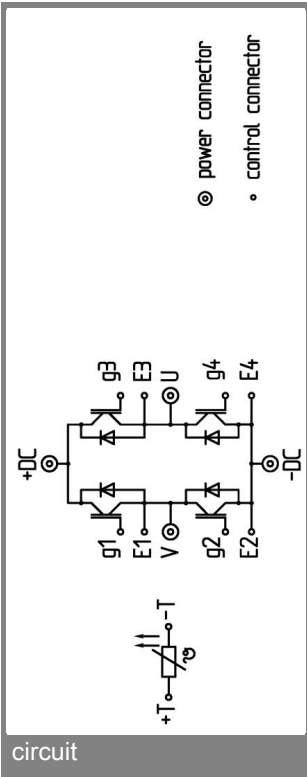 ⊚ power connector
∘ control connector
+DC
g1
g3
E1
E3
V
U
g2
g4
E2
E4
-DC
+T
-T
ϑ
circuit